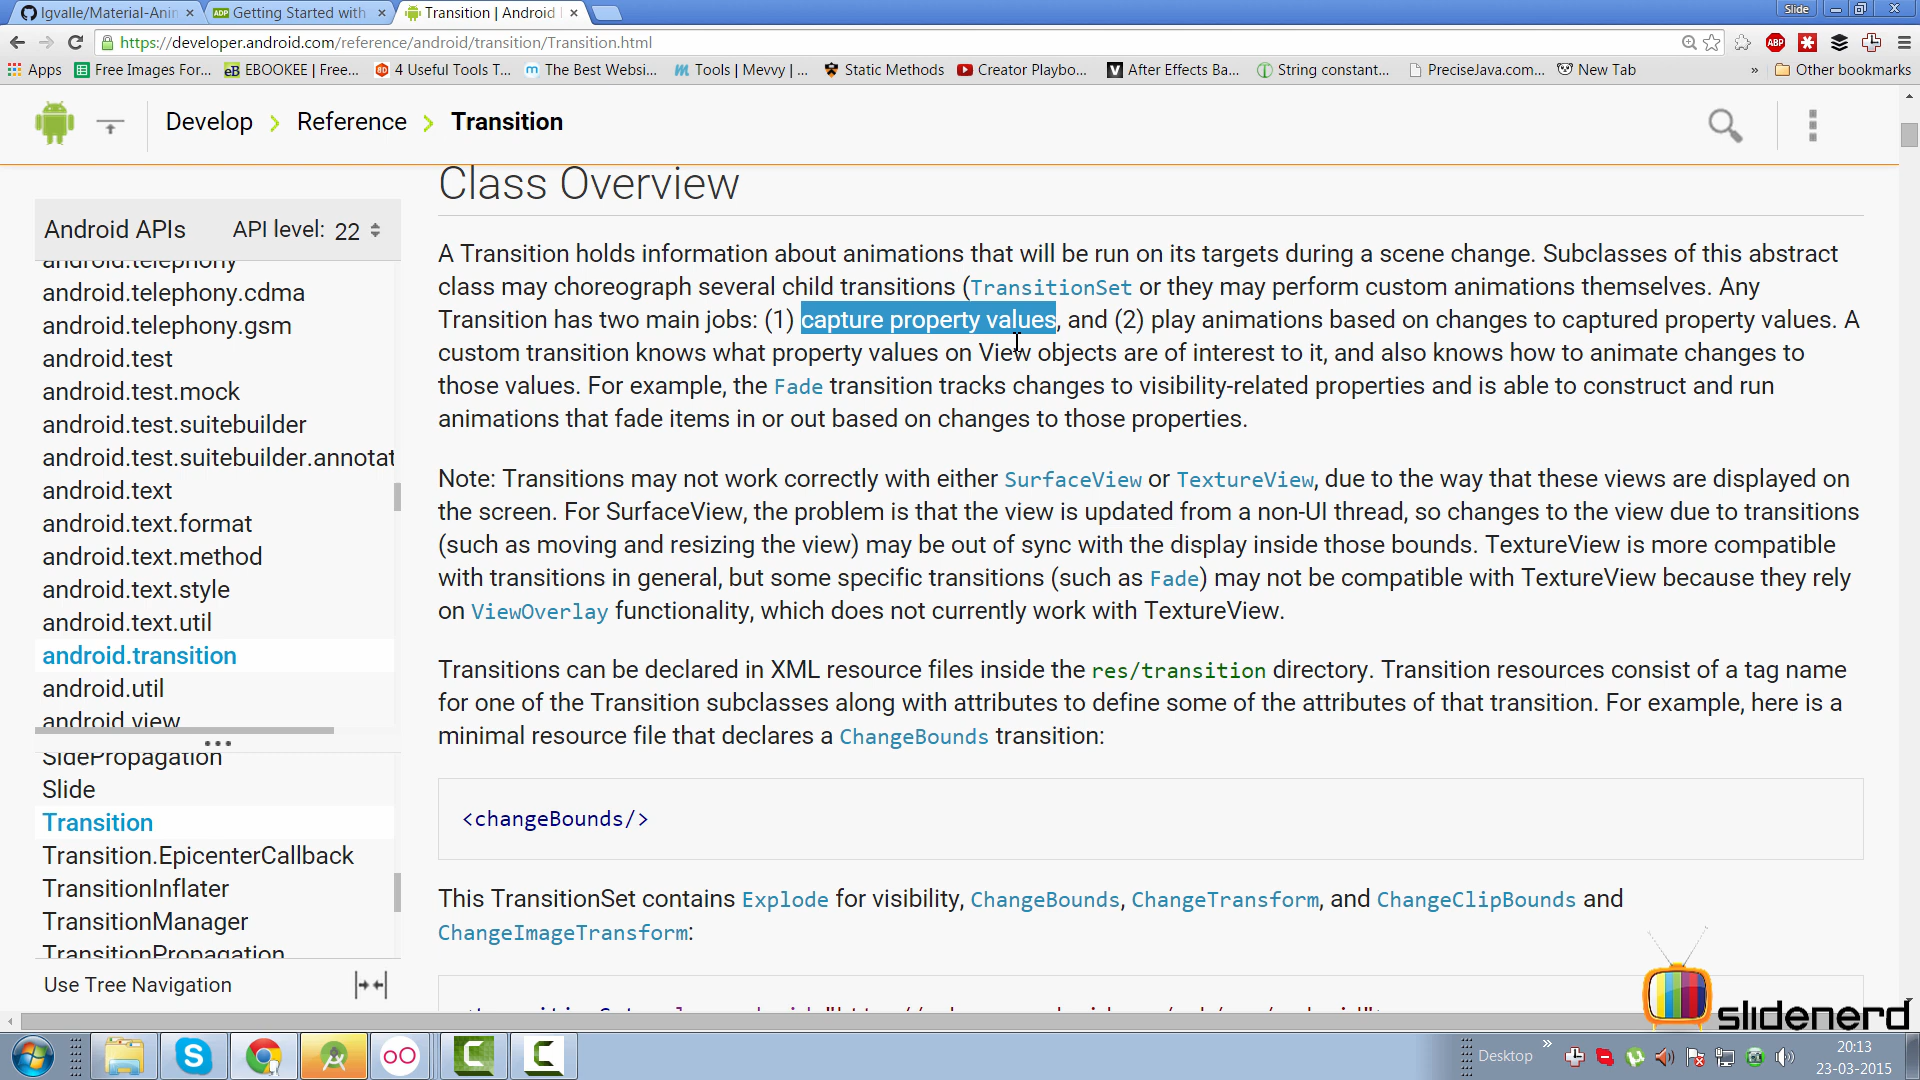 lgvalle/Material-Anim
Getting Started with
Transition | Android
Slide
https://developer.android.com/reference/android/transition/Transition.html
Apps
Free Images For...
EBOOKEE | Free...
4 Useful Tools T...
The Best Websi...
Tools | Mevvy | ...
Static Methods
Creator Playbo...
After Effects Ba...
String constant...
PreciseJava.com...
New Tab
»
Other bookmarks
Develop > Reference > Transition
Class Overview
Android APIs API level: 22
android.telephony
android.telephony.cdma
android.telephony.gsm
android.test
android.test.mock
android.test.suitebuilder
android.test.suitebuilder.annotat
android.text
android.text.format
android.text.method
android.text.style
android.text.util
android.transition
android.util
android.view
SidePropagation
Slide
Transition
Transition.EpicenterCallback
TransitionInflater
TransitionManager
TransitionPropagation
Use Tree Navigation
A Transition holds information about animations that will be run on its targets during a scene change. Subclasses of this abstract
class may choreograph several child transitions (TransitionSet or they may perform custom animations themselves. Any
Transition has two main jobs: (1) capture property values, and (2) play animations based on changes to captured property values. A
custom transition knows what property values on View objects are of interest to it, and also knows how to animate changes to
those values. For example, the Fade transition tracks changes to visibility-related properties and is able to construct and run
animations that fade items in or out based on changes to those properties.
Note: Transitions may not work correctly with either SurfaceView or TextureView, due to the way that these views are displayed on
the screen. For SurfaceView, the problem is that the view is updated from a non-UI thread, so changes to the view due to transitions
(such as moving and resizing the view) may be out of sync with the display inside those bounds. TextureView is more compatible
with transitions in general, but some specific transitions (such as Fade) may not be compatible with TextureView because they rely
on ViewOverlay functionality, which does not currently work with TextureView.
Transitions can be declared in XML resource files inside the res/transition directory. Transition resources consist of a tag name
for one of the Transition subclasses along with attributes to define some of the attributes of that transition. For example, here is a
minimal resource file that declares a ChangeBounds transition:
<changeBounds/>
This TransitionSet contains Explode for visibility, ChangeBounds, ChangeTransform, and ChangeClipBounds and
ChangeImageTransform:
slidenerd
Desktop
»
20:13
23-03-2015